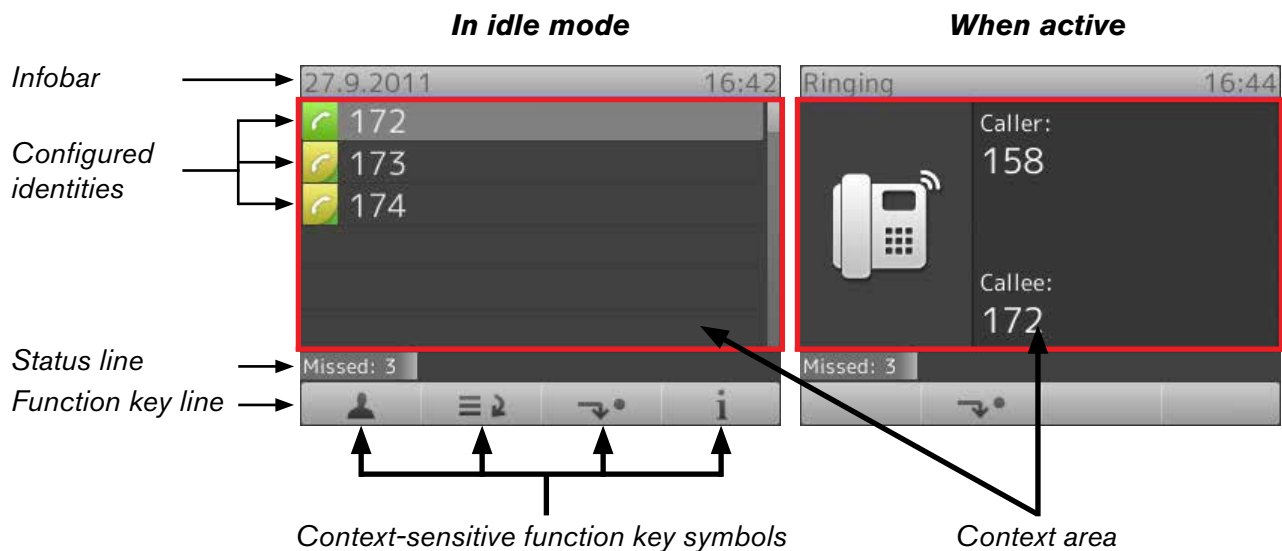 In idle mode
When active
Infobar
27.9.2011 16:42
Ringing 16:44
Configured
identities
172
173
174
Caller:
158
Callee:
172
Status line
Missed: 3
Missed: 3
Function key line
i
Context-sensitive function key symbols
Context area